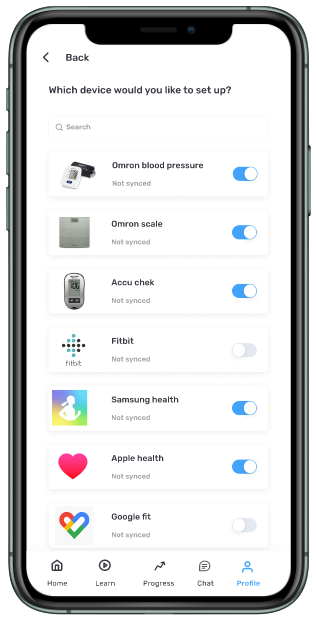 Back
Which device would you like to set up?
Search
Omron blood pressure
Not synced
Omron scale
Not synced
Accu chek
Not synced
Fitbit
fitbit
Not synced
Samsung health
Not synced
Apple health
Not synced
Google fit
Not synced
Home
Learn
Progress
Chat
Profile